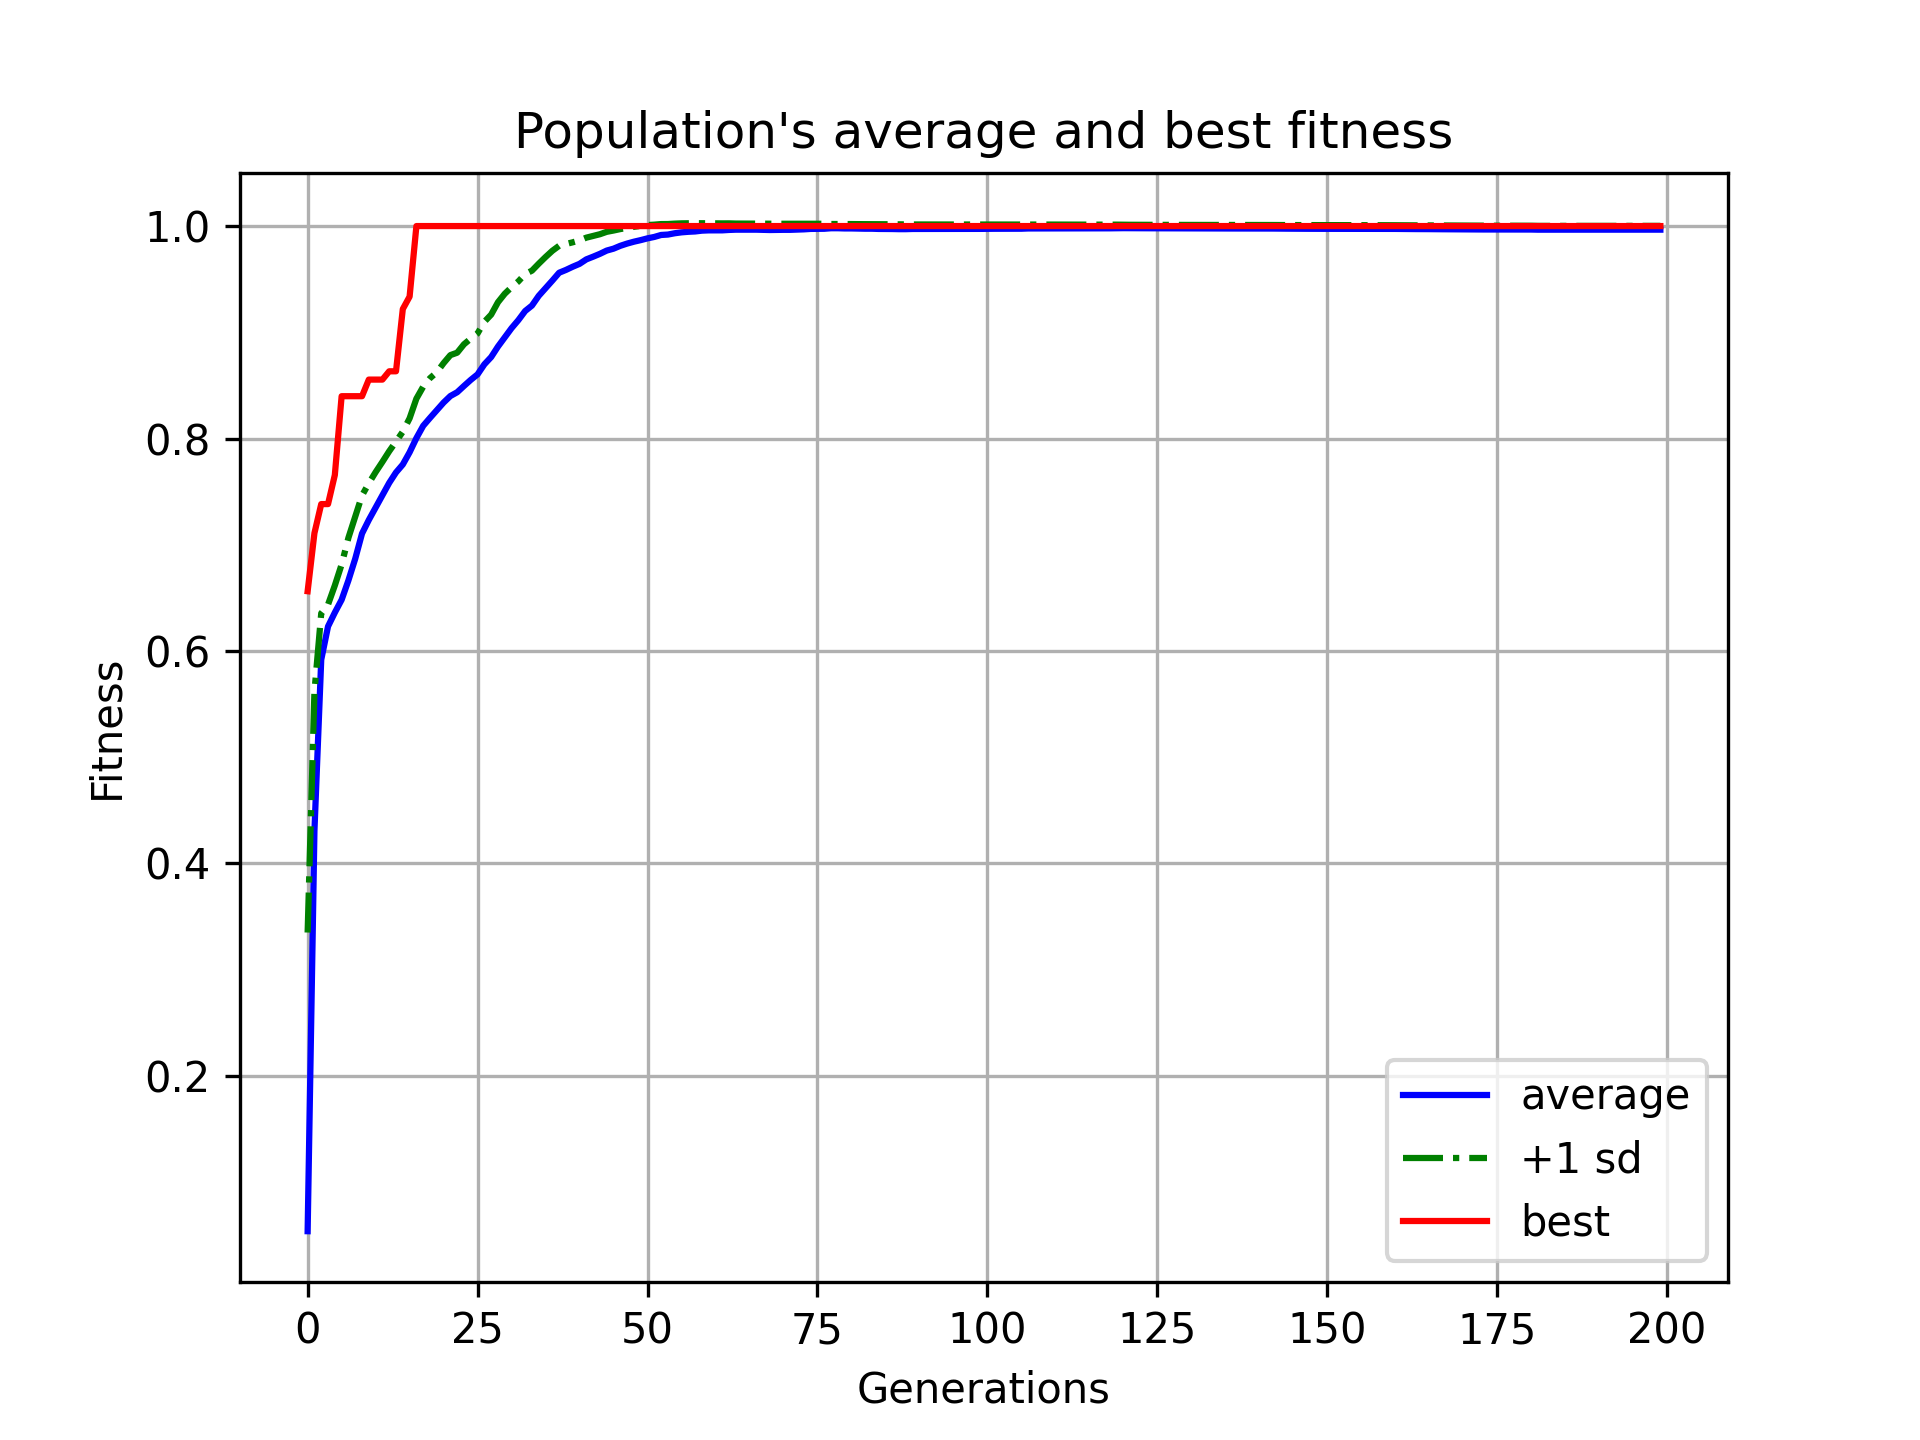 Population's average and best fitness
Fitness
1.0
0.8
0.6
0.4
0.2
average
+1 sd
best
0 25 50 75 100 125 150 175 200
Generations